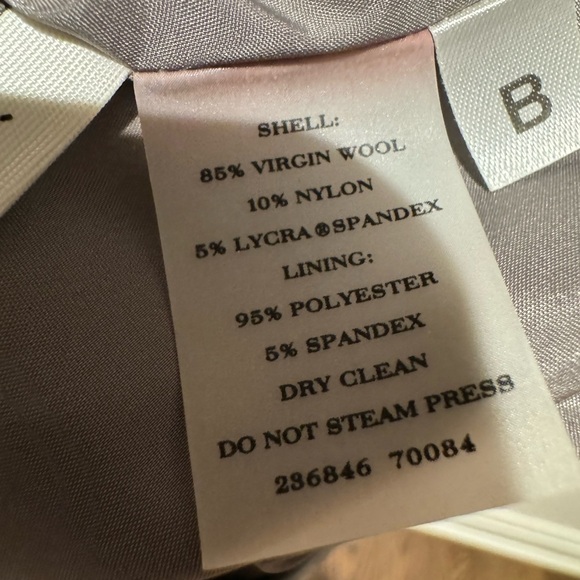 SHELL:
85% VIRGIN WOOL
10% NYLON
5% LYCRA®SPANDEX
LINING:
95% POLYESTER
5% SPANDEX
DRY CLEAN
DO NOT STEAM PRESS
236846 70084
B